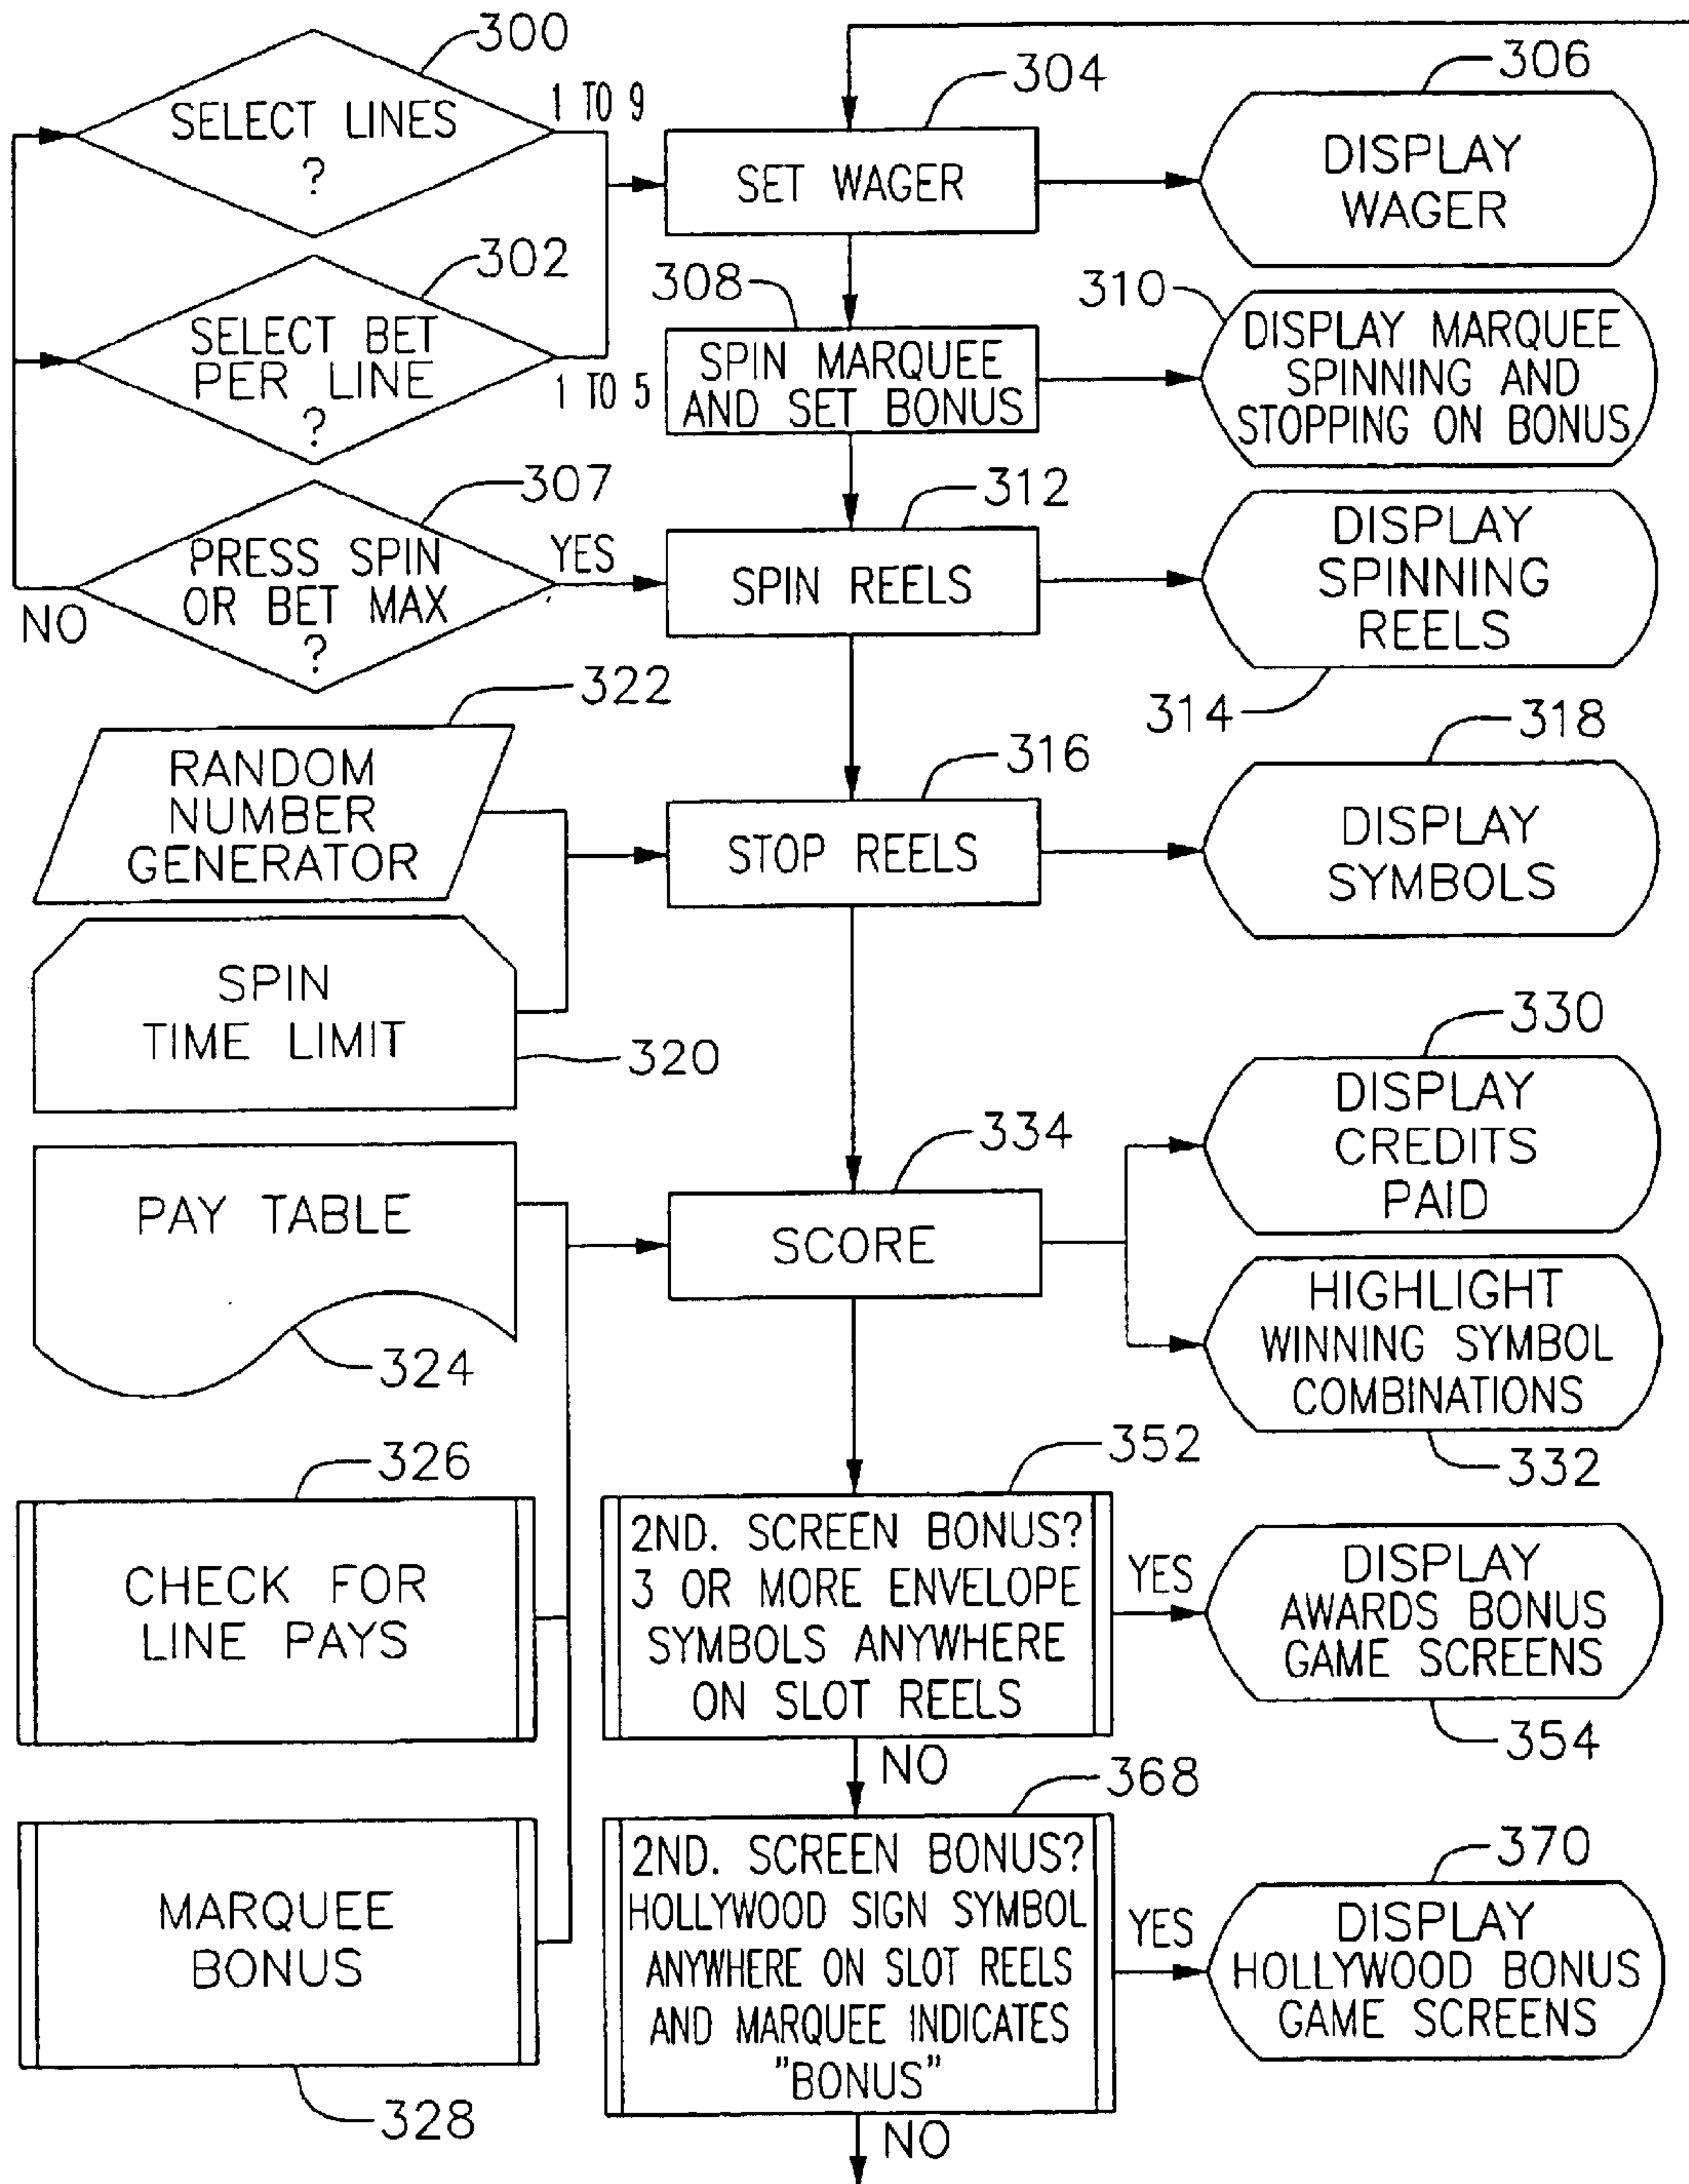 300
SELECT LINES
?
1 TO 9
304
SET WAGER
306
DISPLAY
WAGER
302
SELECT BET
PER LINE
?
1 TO 5
308
SPIN MARQUEE
AND SET BONUS
310
DISPLAY MARQUEE
SPINNING AND
STOPPING ON BONUS
307
PRESS SPIN
OR BET MAX
?
YES
NO
312
SPIN REELS
DISPLAY
SPINNING
REELS
314
322
RANDOM
NUMBER
GENERATOR
316
STOP REELS
318
DISPLAY
SYMBOLS
SPIN
TIME LIMIT
320
PAY TABLE
324
334
SCORE
330
DISPLAY
CREDITS
PAID
HIGHLIGHT
WINNING SYMBOL
COMBINATIONS
332
326
CHECK FOR
LINE PAYS
352
2ND. SCREEN BONUS?
3 OR MORE ENVELOPE
SYMBOLS ANYWHERE
ON SLOT REELS
YES
NO
DISPLAY
AWARDS BONUS
GAME SCREENS
354
MARQUEE
BONUS
328
368
2ND. SCREEN BONUS?
HOLLYWOOD SIGN SYMBOL
ANYWHERE ON SLOT REELS
AND MARQUEE INDICATES
"BONUS"
YES
NO
370
DISPLAY
HOLLYWOOD BONUS
GAME SCREENS